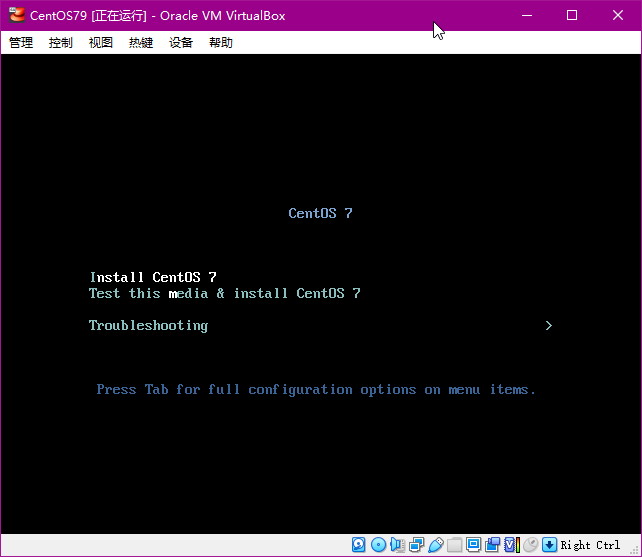 CentOS79 [正在运行] - Oracle VM VirtualBox
管理 控制 视图 热键 设备 帮助
CentOS 7
Install CentOS 7
Test this media & install CentOS 7
Troubleshooting >
Press Tab for full configuration options on menu items.
Right Ctrl